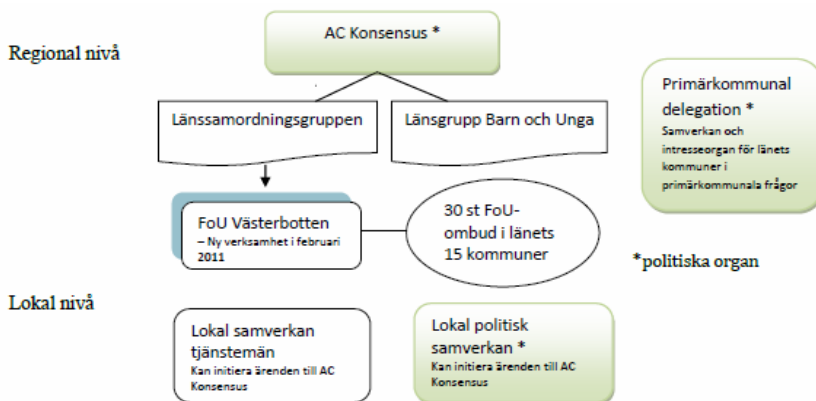 AC Konsensus *
Regional nivå
Primärkommunal
delegation *
Samverkan och
intresseorgan för länets
kommuner i
primärkommunala frågor
Länssamordningsgruppen
Länsgrupp Barn och Unga
FoU Västerbotten
– Ny verksamhet i februari
2011
30 st FoU-
ombud i länets
15 kommuner
*politiska organ
Lokal nivå
Lokal samverkan
tjänstemän
Kan initiera ärenden till AC
Konsensus
Lokal politisk
samverkan *
Kan initiera ärenden till AC
Konsensus